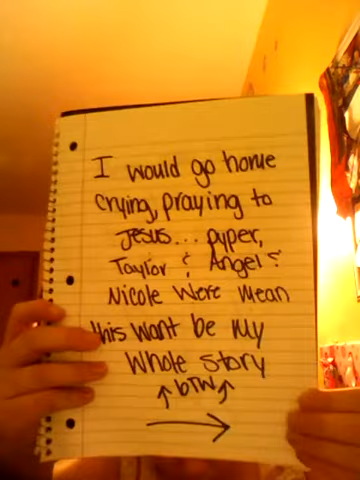 I would go home
crying, praying to
Jesus... pyper,
Taylor & Angel &
Nicole were mean
this wont be my
whole story
↑ BTW ↑
→